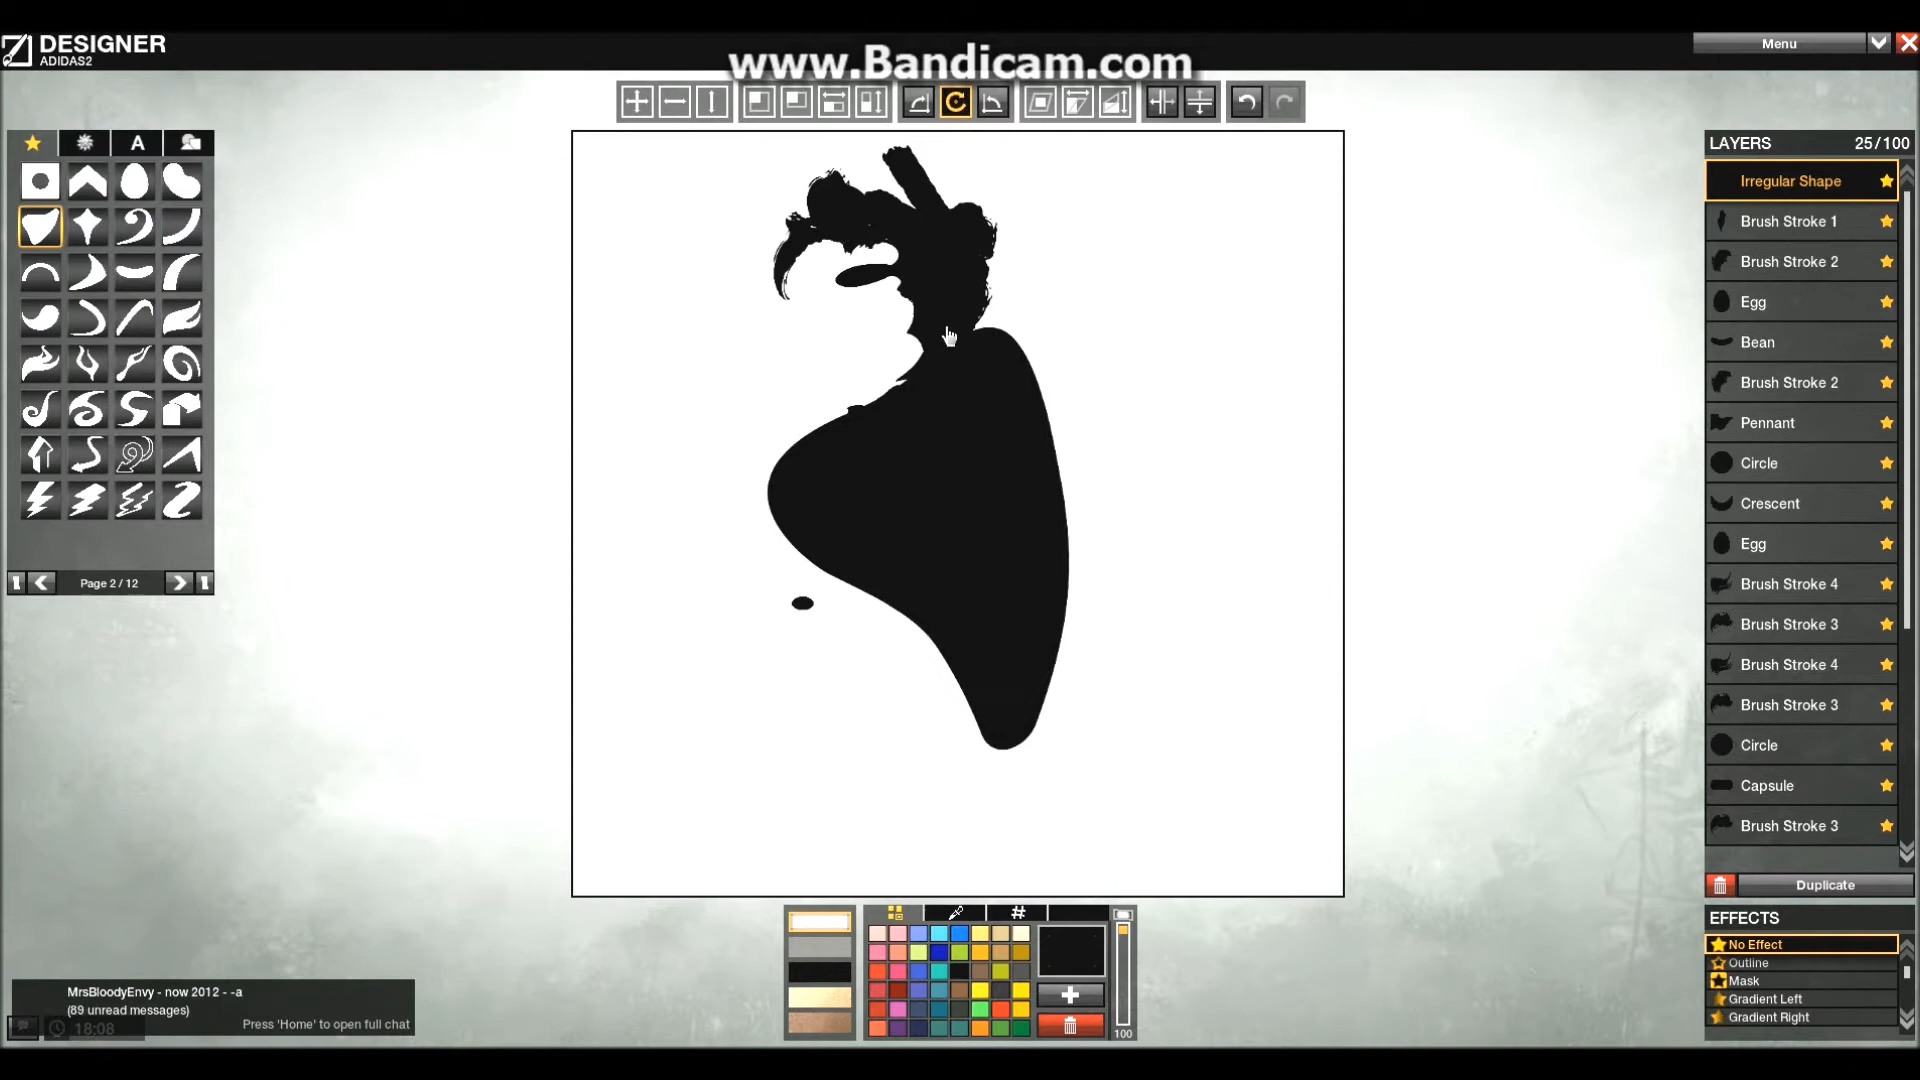 DESIGNER
ADIDAS2
www.Bandicam.com
Menu
A
LAYERS 25/100
Irregular Shape
Brush Stroke 1
Brush Stroke 2
Egg
Bean
Brush Stroke 2
Pennant
Circle
Crescent
Egg
Brush Stroke 4
Brush Stroke 3
Brush Stroke 4
Brush Stroke 3
Circle
Capsule
Brush Stroke 3
Duplicate
Page 2 / 12
#
100
EFFECTS
No Effect
Outline
Mask
Gradient Left
Gradient Right
MrsBloodyEnvy - now 2012 - -a
(89 unread messages)
18:08
Press 'Home' to open full chat